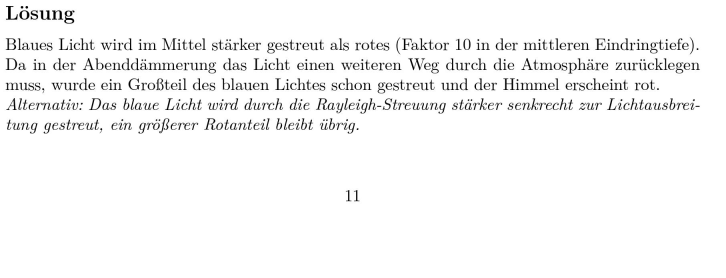 Lösung
Blaues Licht wird im Mittel stärker gestreut als rotes (Faktor 10 in der mittleren Eindringtiefe).
Da in der Abenddämmerung das Licht einen weiteren Weg durch die Atmosphäre zurücklegen
muss, wurde ein Großteil des blauen Lichtes schon gestreut und der Himmel erscheint rot.
Alternativ: Das blaue Licht wird durch die Rayleigh-Streuung stärker senkrecht zur Lichtausbrei-
tung gestreut, ein größerer Rotanteil bleibt übrig.
11